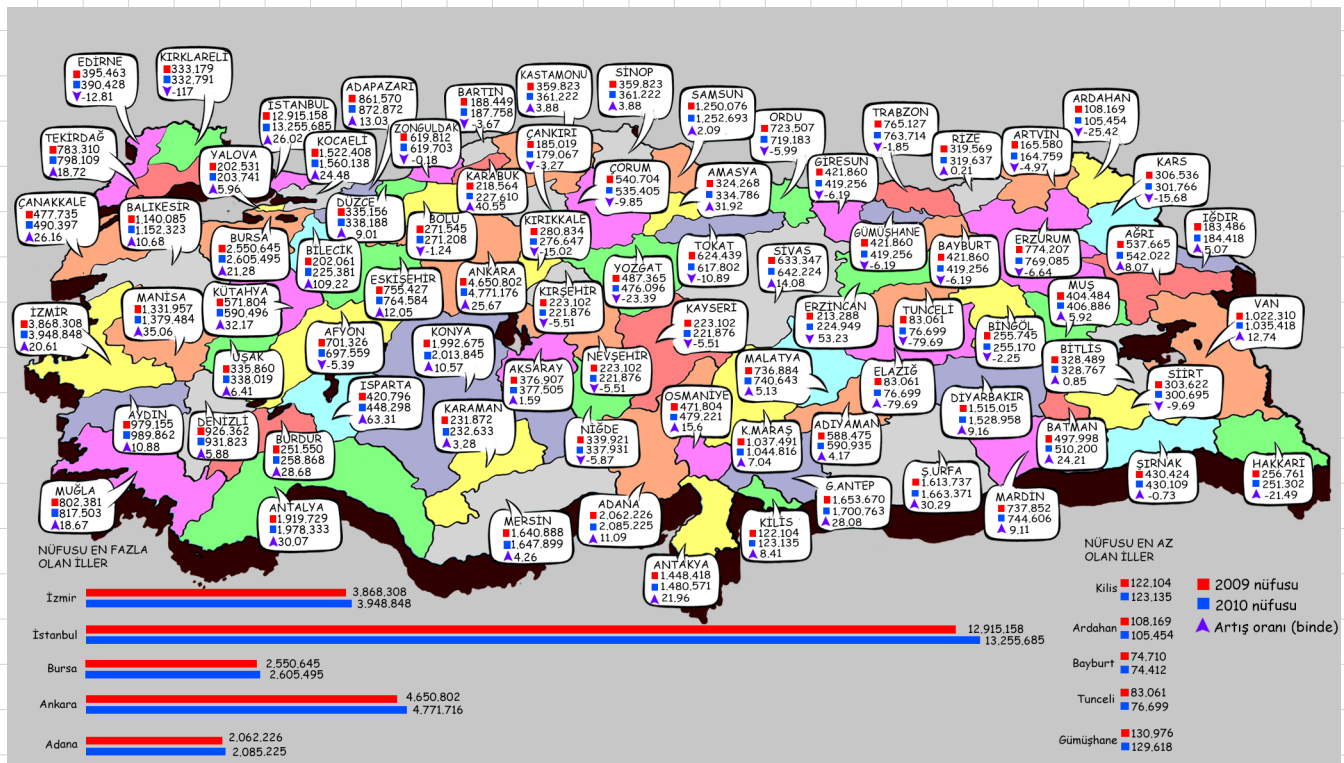 EDİRNE
395.463
390.428
-12.81
KIRKLARELİ
333.179
332,791
-117
TEKİRDAĞ
783.310
798.109
18.72
İSTANBUL
12.915,158
13.255,685
26,02
YALOVA
202.531
203.741
5.96
KOCAELİ
1,522.408
1,560.138
24.48
ADAPAZARI
861,570
872,872
13.03
ZONGULDAK
619.812
619.703
-0,18
BARTIN
188.449
187.758
-3,67
KASTAMONU
359.823
361,222
3.88
SİNOP
359.823
361,222
3.88
SAMSUN
1,250,076
1,252.693
2.09
ÇANKIRI
185.019
179.067
-3,27
KARABUK
218.564
227,610
40,55
ÇORUM
540.704
535.405
-9.85
AMASYA
324.268
334.786
31,92
ORDU
723,507
719,183
-5,99
GİRESUN
421.860
419.256
-6.19
TRABZON
765.127
763.714
-1.85
RİZE
319.569
319,637
0,21
ARTVİN
165.580
164.759
-4,97
ARDAHAN
108,169
105.454
-25,42
KARS
306.536
301.766
-15.68
IĞDIR
183,486
184,418
5,07
ÇANAKKALE
477.735
490,397
26,16
BALIKESİR
1.140.085
1,152,323
10.68
BURSA
2,550.645
2.605.495
21,28
BİLECİK
202.061
225.381
109,22
DÜZCE
335.156
338,188
9.01
BOLU
271.545
271,208
-1.24
KIRIKKALE
280.834
276.647
-15.02
ESKİŞEHİR
755.427
764.584
12.05
ANKARA
4.650,802
4.771,176
25.67
KIRŞEHİR
223.102
221.876
-5.51
YOZGAT
487,365
476.096
-23.39
TOKAT
624,439
617.802
-10.89
SİVAS
633.347
642.224
14.08
GÜMÜŞHANE
421.860
419.256
-6.19
BAYBURT
421.860
419.256
-6.19
ERZURUM
774.207
769.085
-6,64
AĞRI
537.665
542.022
8,07
İZMİR
3.868.308
3,948.848
20,61
MANİSA
1.331,957
1,379.484
35,06
KÜTAHYA
571.804
590,496
32.17
UŞAK
335.860
338.019
6.41
AFYON
701,326
697.559
-5.39
KONYA
1,992,675
2,013.845
10,57
AKSARAY
376.907
377,505
1.59
NEVŞEHİR
223.102
221.876
-5.51
KAYSERİ
223.102
221.876
-5.51
ERZİNCAN
213.288
224.949
53,23
TUNCELİ
83.061
76.699
-79.69
BİNGÖL
255.745
255.170
-2.25
MUŞ
404.484
406.886
5.92
BİTLİS
328.489
328.767
0,85
VAN
1.022.310
1.035.418
12,74
SİİRT
303.622
300.695
-9.69
AYDIN
979.155
989.862
10.88
DENİZLİ
926.362
931.823
5.88
BURDUR
251.550
258.868
28.68
ISPARTA
420.796
448.298
63.31
KARAMAN
231.872
232.633
3,28
NİĞDE
339.921
337.931
-5.87
OSMANİYE
471.804
479.221
15.6
MALATYA
736.884
740,643
5.13
ELAZIĞ
83.061
76.699
-79.69
K.MARAŞ
1,037.491
1,044.816
7,04
ADIYAMAN
588.475
590,935
4,17
DİYARBAKIR
1.515.015
1,528.958
9.16
BATMAN
497.998
510.200
24,21
MUĞLA
802.381
817.503
18.67
ANTALYA
1.919.729
1,978,333
30,07
MERSİN
1.640.888
1.647.899
4.26
ADANA
2.062,226
2.085.225
11.09
ANTAKYA
1.448.418
1.480,571
21.96
KİLİS
122,104
123.135
8,41
G.ANTEP
1.653.670
1.700.763
28.08
Ş.URFA
1.613.737
1.663.371
30.29
MARDİN
737.852
744.606
9,11
ŞIRNAK
430.424
430.109
-0,73
HAKKARİ
256.761
251,302
-21,49
NÜFUSU EN FAZLA
OLAN İLLER
İzmir
3,868,308
3.948,848
İstanbul
12,915,158
13.255,685
Bursa
2,550,645
2.605.495
Ankara
4.650.802
4.771,716
Adana
2.062,226
2,085.225
NÜFUSU EN AZ
OLAN İLLER
Kilis
122.104
123.135
Ardahan
108.169
105.454
Bayburt
74.710
74.412
Tunceli
83.061
76.699
Gümüşhane
130.976
129.618
2009 nüfusu
2010 nüfusu
Artış oranı (binde)